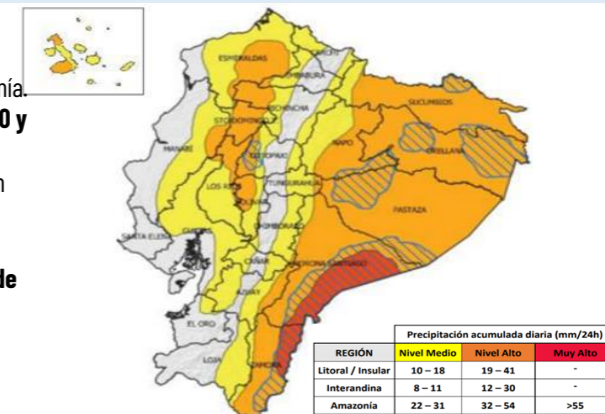 mía.
0 y
n
de
ESMERALDAS
CARCHI
IMBABURA
SUCUMBIOS
PICHINCHA
STO DOMINGO
NAPO
ORELLANA
MANABÍ
COTOPAXI
LOS RIOS
TUNGURAHUA
BOLIVAR
PASTAZA
CHIMBORAZO
SANTA ELENA
GUAYAS
MORONA SANTIAGO
CAÑAR
AZUAY
EL ORO
LOJA
ZAMORA
Precipitación acumulada diaria (mm/24h)
REGIÓN Nivel Medio Nivel Alto Muy Alto
Litoral / Insular 10 – 18 19 – 41 -
Interandina 8 – 11 12 – 30 -
Amazonía 22 – 31 32 – 54 >55